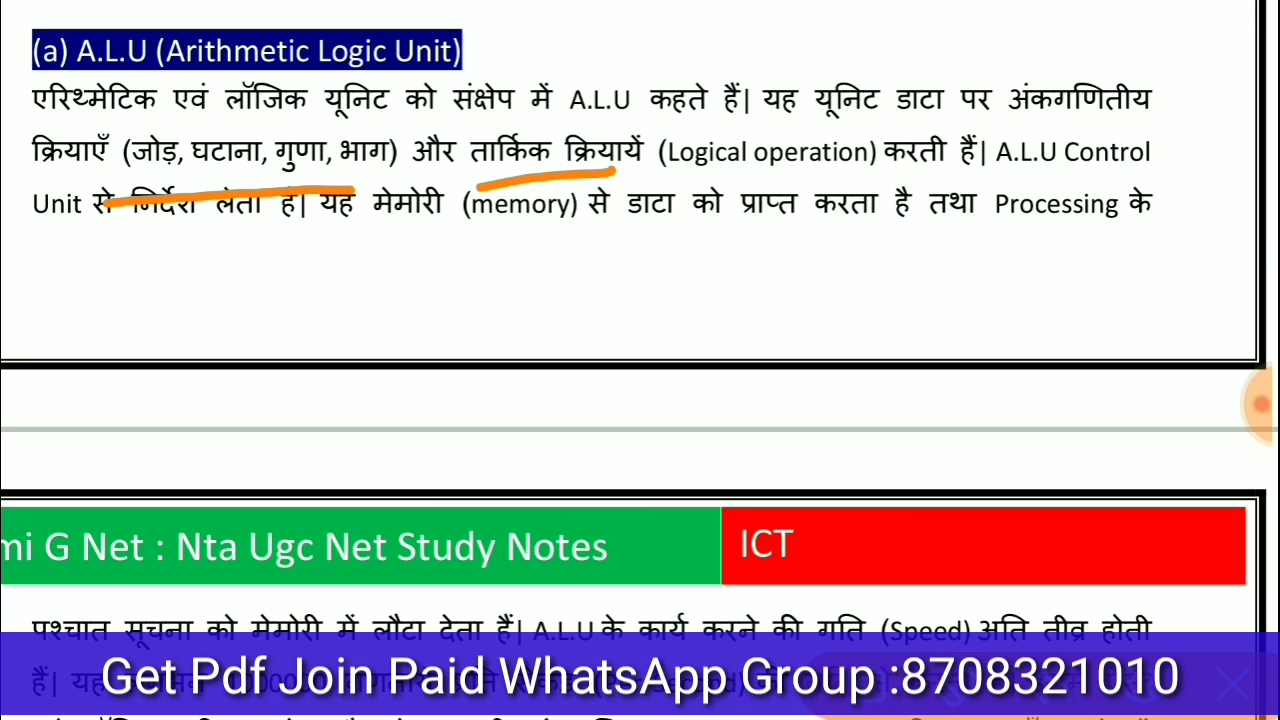 (a) A.L.U (Arithmetic Logic Unit)
एरिथ्मेटिक एवं लॉजिक यूनिट को संक्षेप में A.L.U कहते हैं| यह यूनिट डाटा पर अंकगणितीय
क्रियाएँ (जोड़, घटाना, गुणा, भाग) और तार्किक क्रियायें (Logical operation) करती हैं| A.L.U Control
Unit से निर्देश लेता है| यह मेमोरी (memory) से डाटा को प्राप्त करता है तथा Processing के
mi G Net : Nta Ugc Net Study Notes
ICT
पश्चात सूचना को मेमोरी में लौटा देता हैं| A.L.U के कार्य करने की गति (Speed) अति तीव्र होती
हैं| यह
Get Pdf Join Paid WhatsApp Group :8708321010